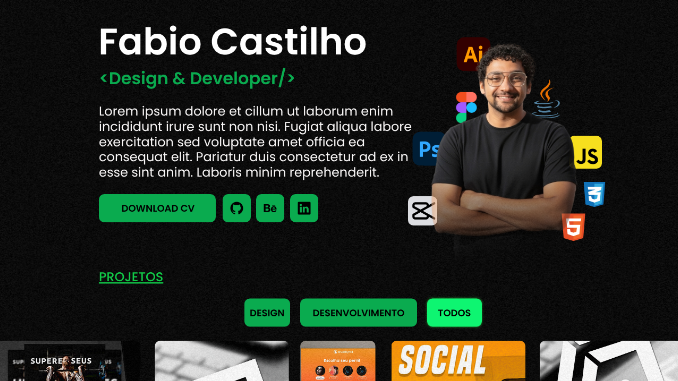 Fabio Castilho
<Design & Developer/>
Lorem ipsum dolore et cillum ut laborum enim
incididunt irure sunt non nisi. Fugiat aliqua labore
exercitation sed voluptate amet officia ea
consequat elit. Pariatur duis consectetur ad ex in
esse sint anim. Laboris minim reprehenderit.
DOWNLOAD CV
Bē
in
Ai
Ps
JS
3
5
PROJETOS
DESIGN
DESENVOLVIMENTO
TODOS
SUPERE SEUS
SOCIAL